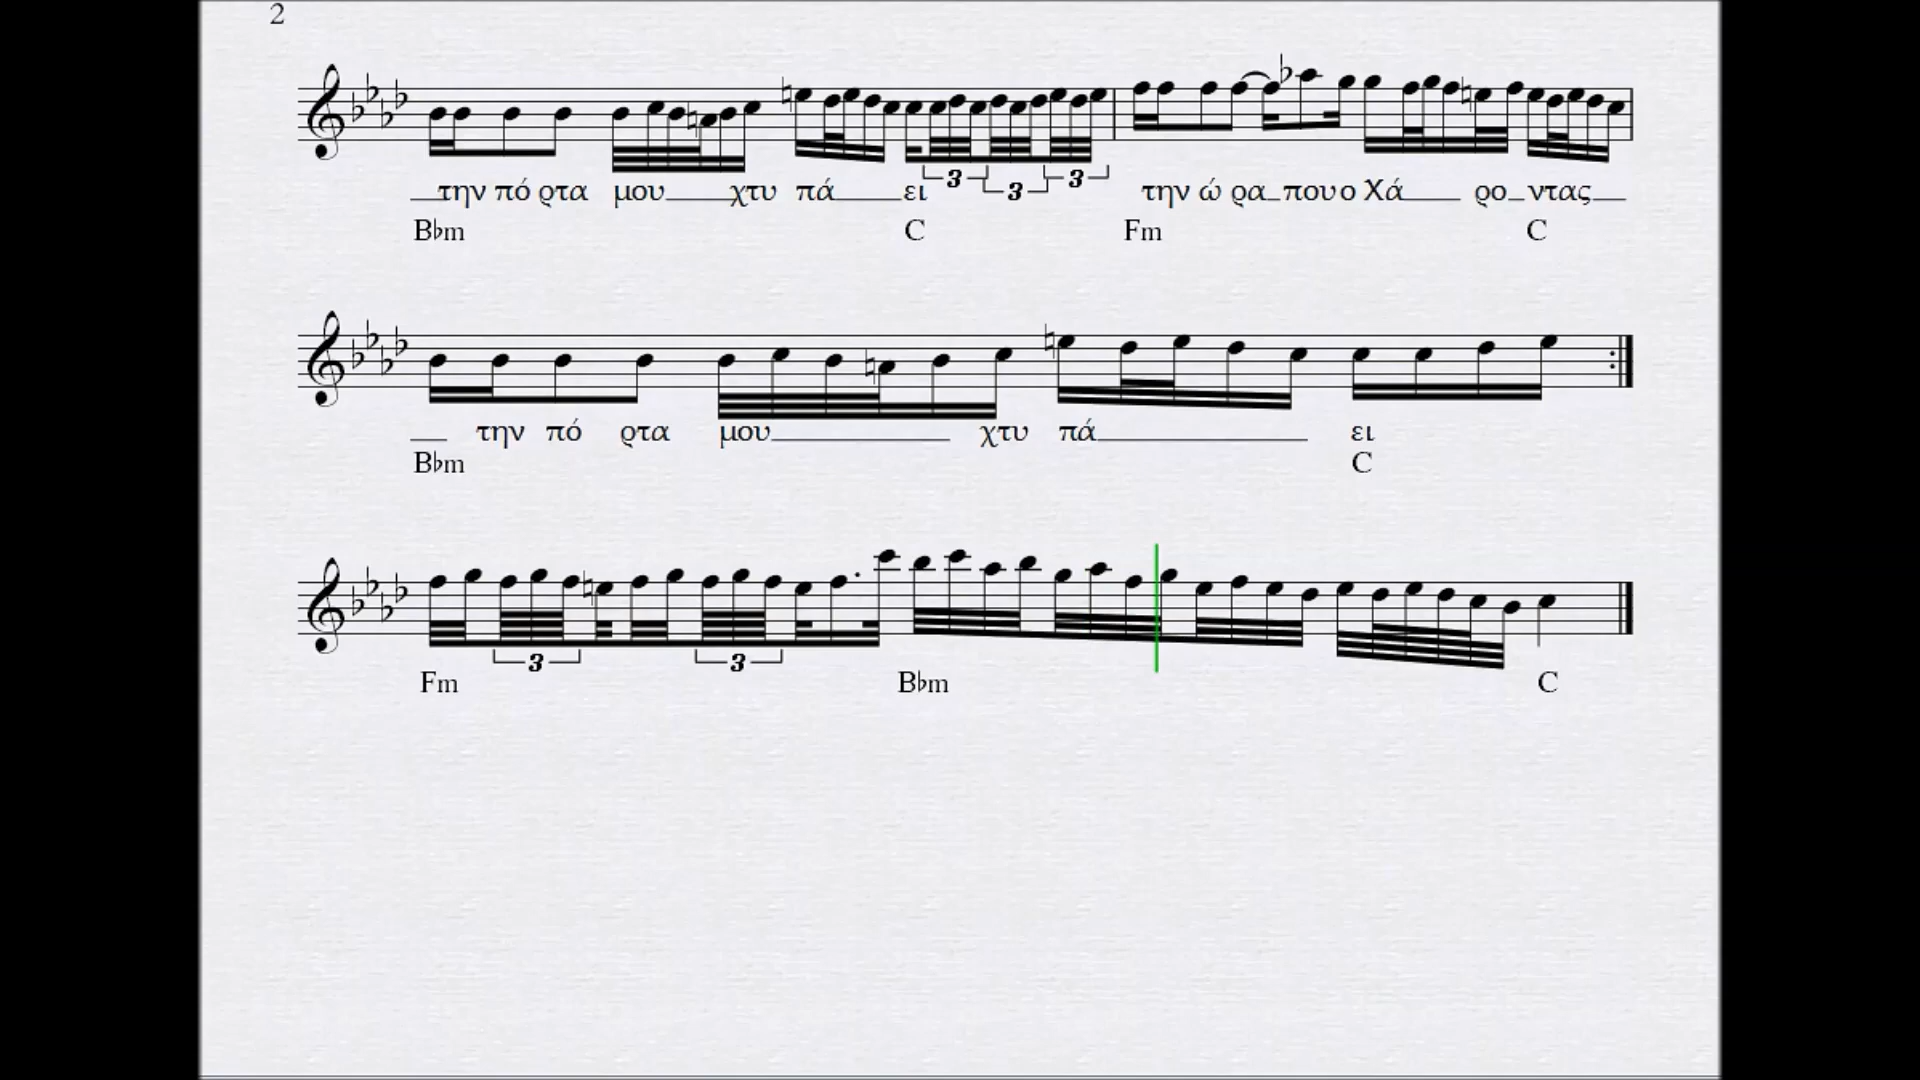 2
την πό ρτα μου χτυ πά ει την ώ ρα που ο Χά ρο ντας
B♭m C Fm C
3 3 3
την πό ρτα μου χτυ πά ει
B♭m C
3 3
Fm B♭m C